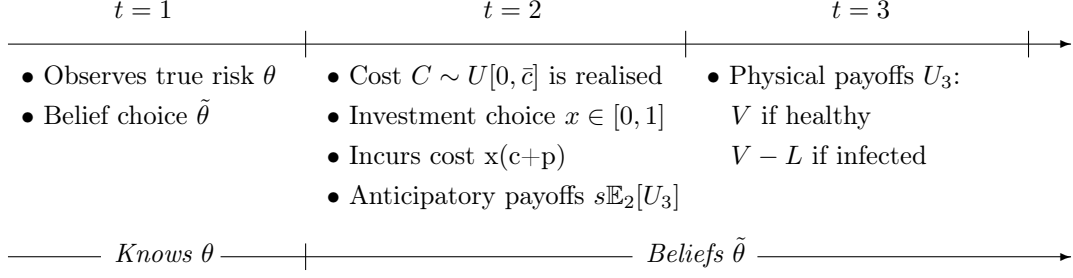 t = 1 t = 2 t = 3
• Observes true risk θ • Cost C ∼ U[0, c̄] is realised • Physical payoffs U₃:
• Belief choice θ̃ • Investment choice x ∈ [0, 1] V if healthy
• Incurs cost x(c+p) V − L if infected
• Anticipatory payoffs s𝔼₂[U₃]
Knows θ Beliefs θ̃